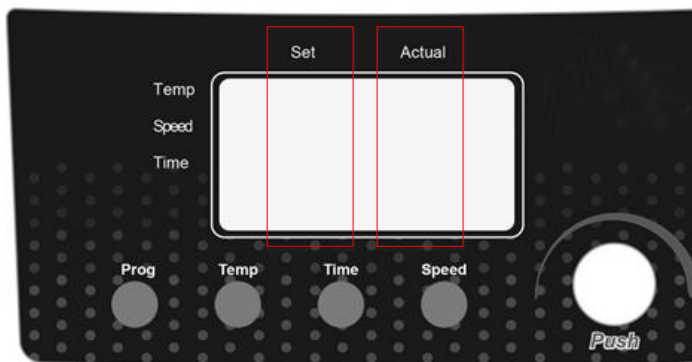 Set Actual
Temp
Speed
Time
Prog Temp Time Speed
Push